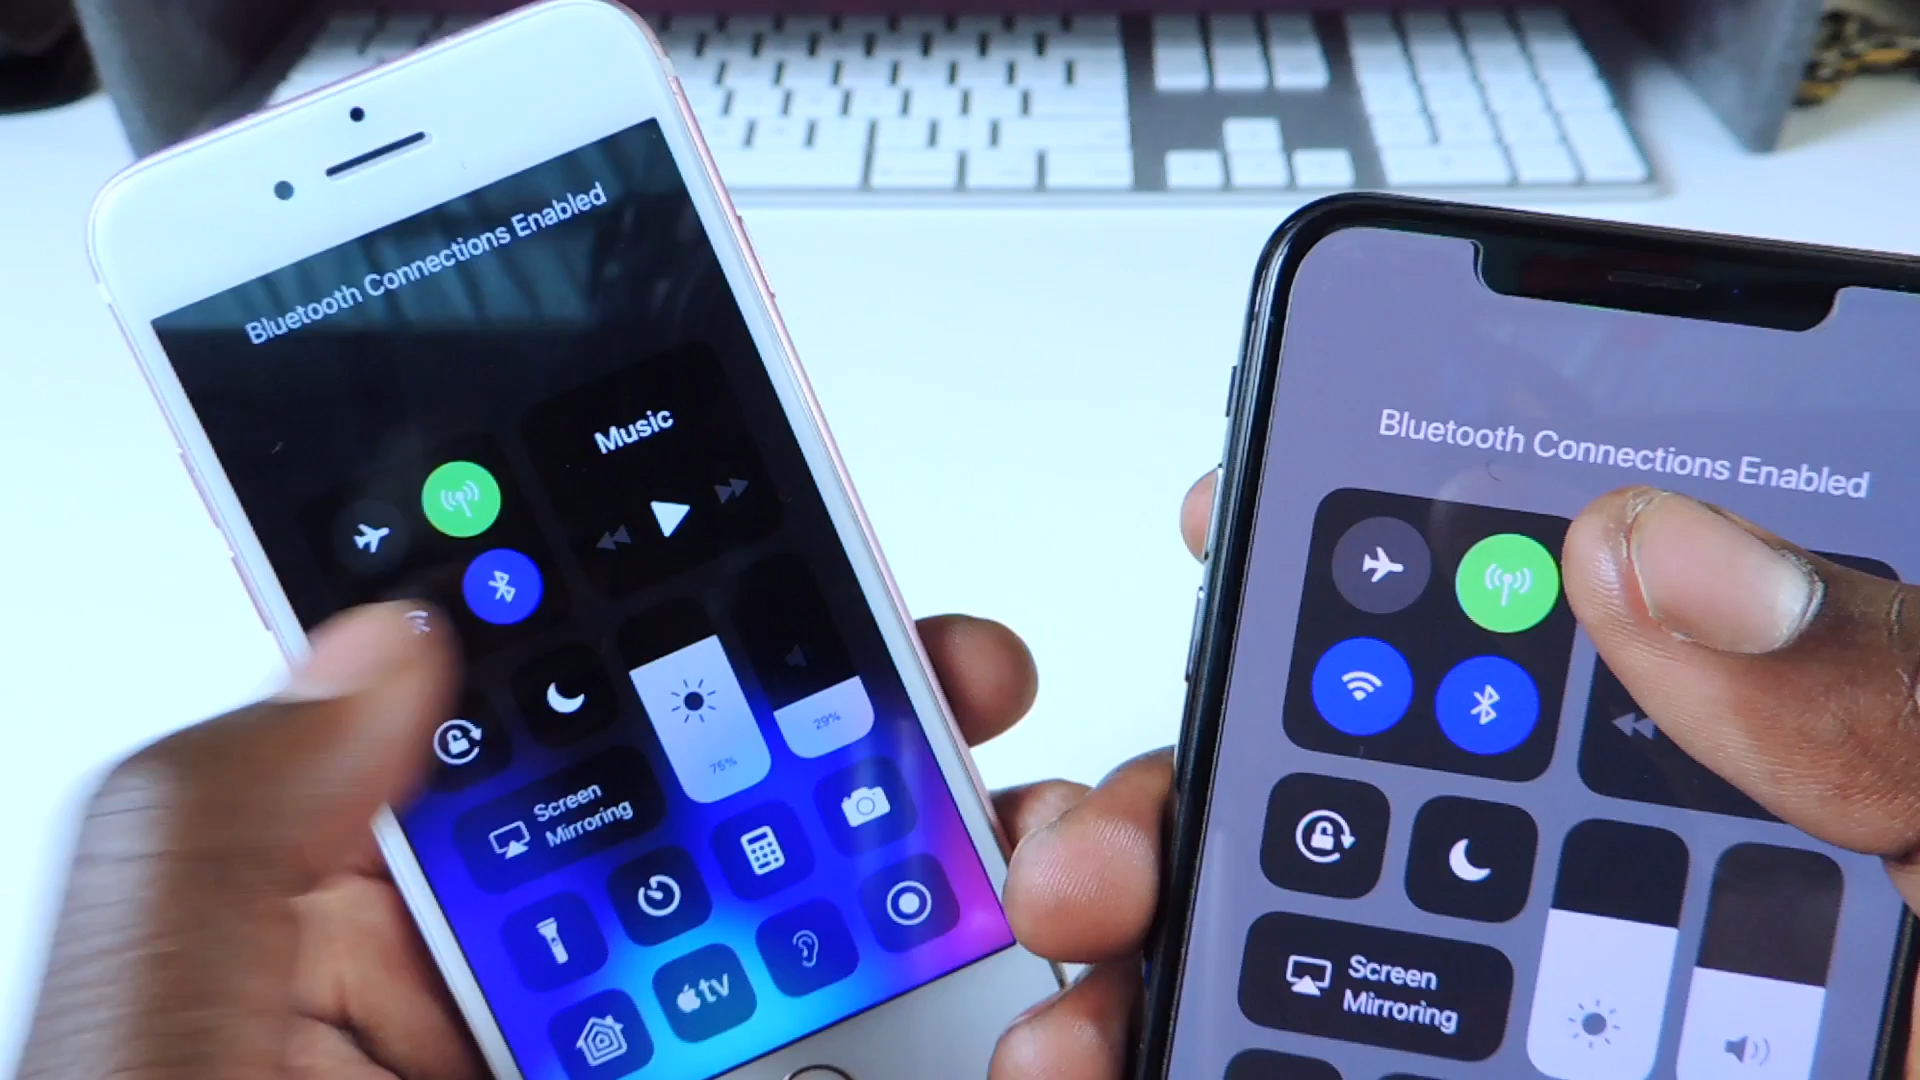 Bluetooth Connections Enabled
Music
75%
29%
Screen
Mirroring
tv
Bluetooth Connections Enabled
Screen
Mirroring